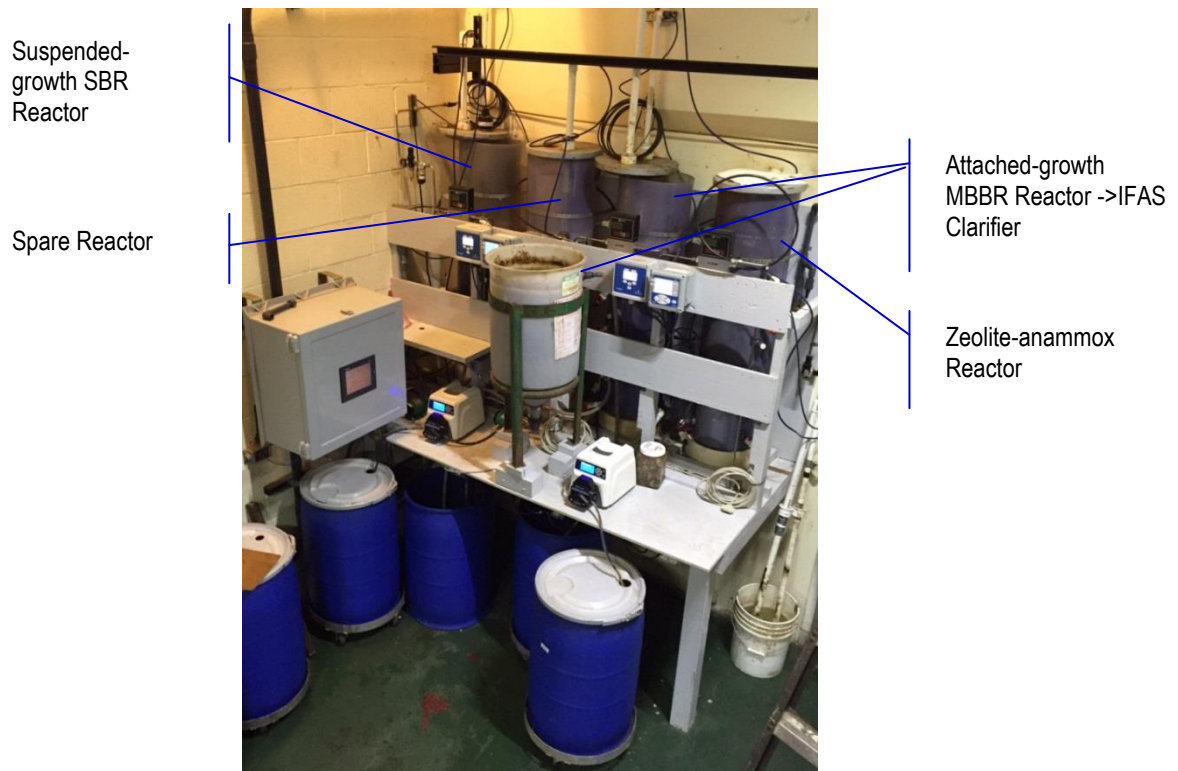 Suspended-
growth SBR
Reactor
Spare Reactor
Attached-growth
MBBR Reactor ->IFAS
Clarifier
Zeolite-anammox
Reactor